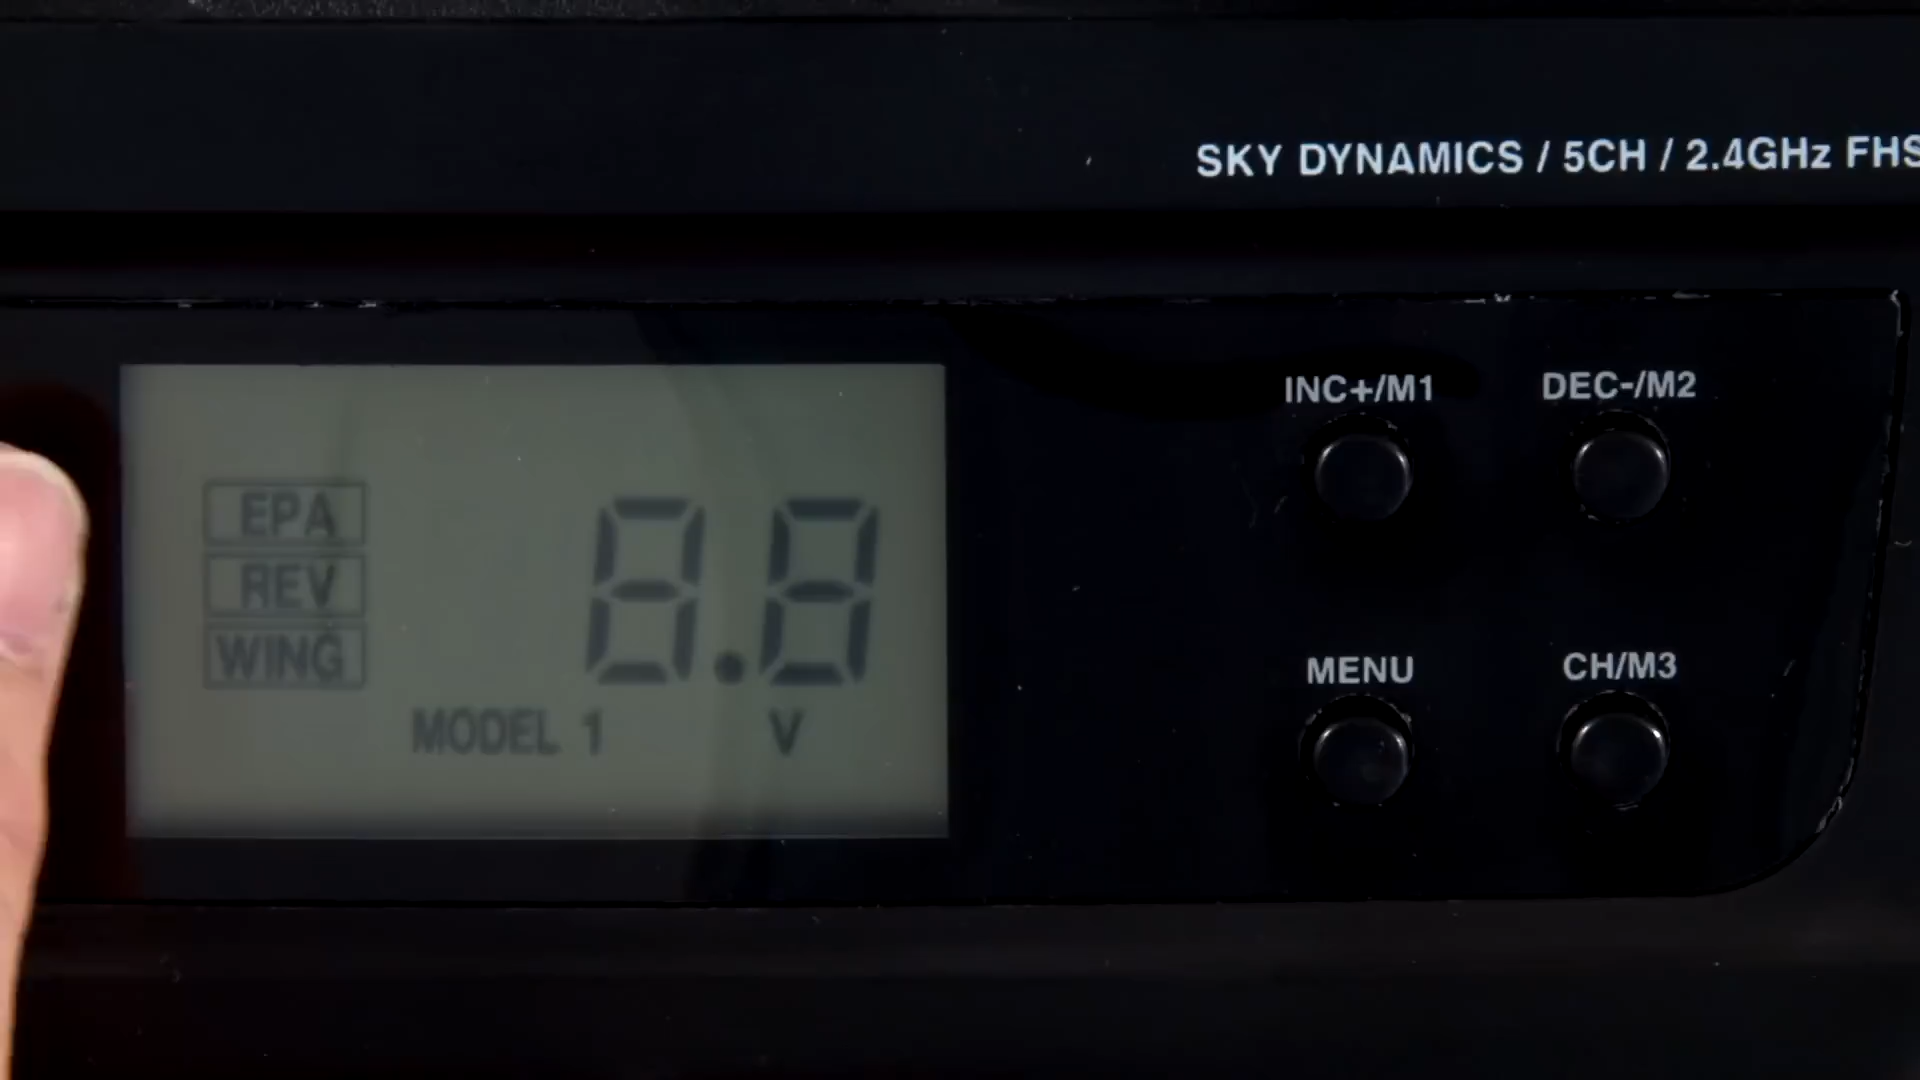 SKY DYNAMICS / 5CH / 2.4GHz FHS
INC+/M1 DEC-/M2
EPA
REV
WING
8.8
MODEL 1 V
MENU CH/M3